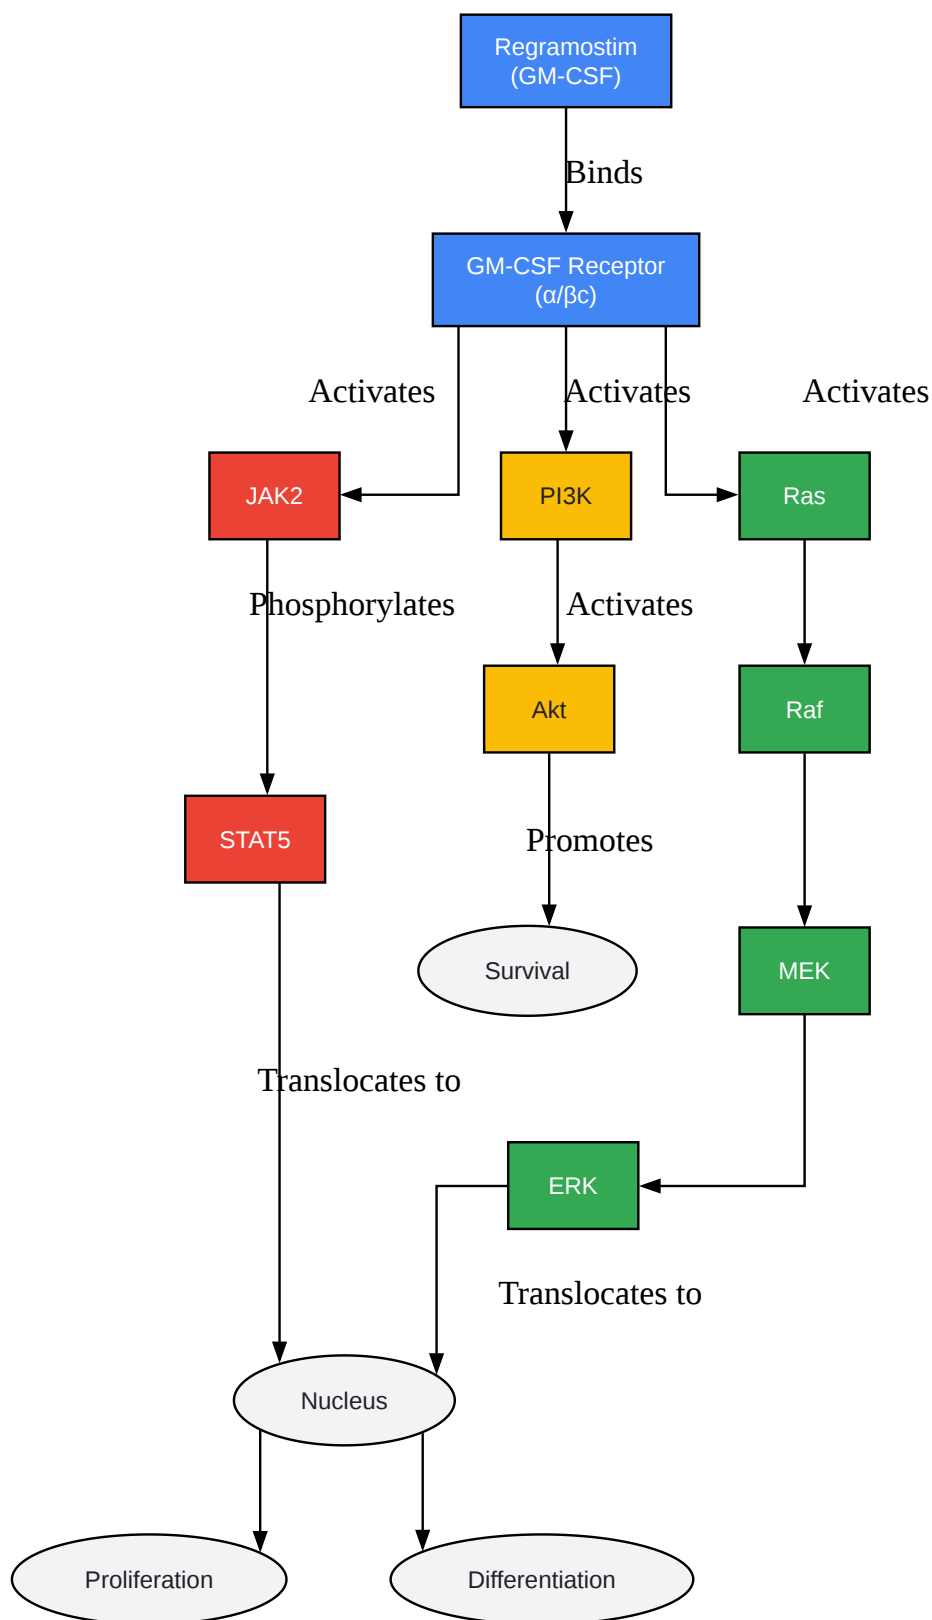 Regramostim
(GM-CSF)
Binds
GM-CSF Receptor
(α/βc)
Activates
Activates
Activates
JAK2
PI3K
Ras
Phosphorylates
Activates
Akt
Raf
STAT5
Promotes
Survival
MEK
Translocates to
ERK
Translocates to
Nucleus
Proliferation
Differentiation